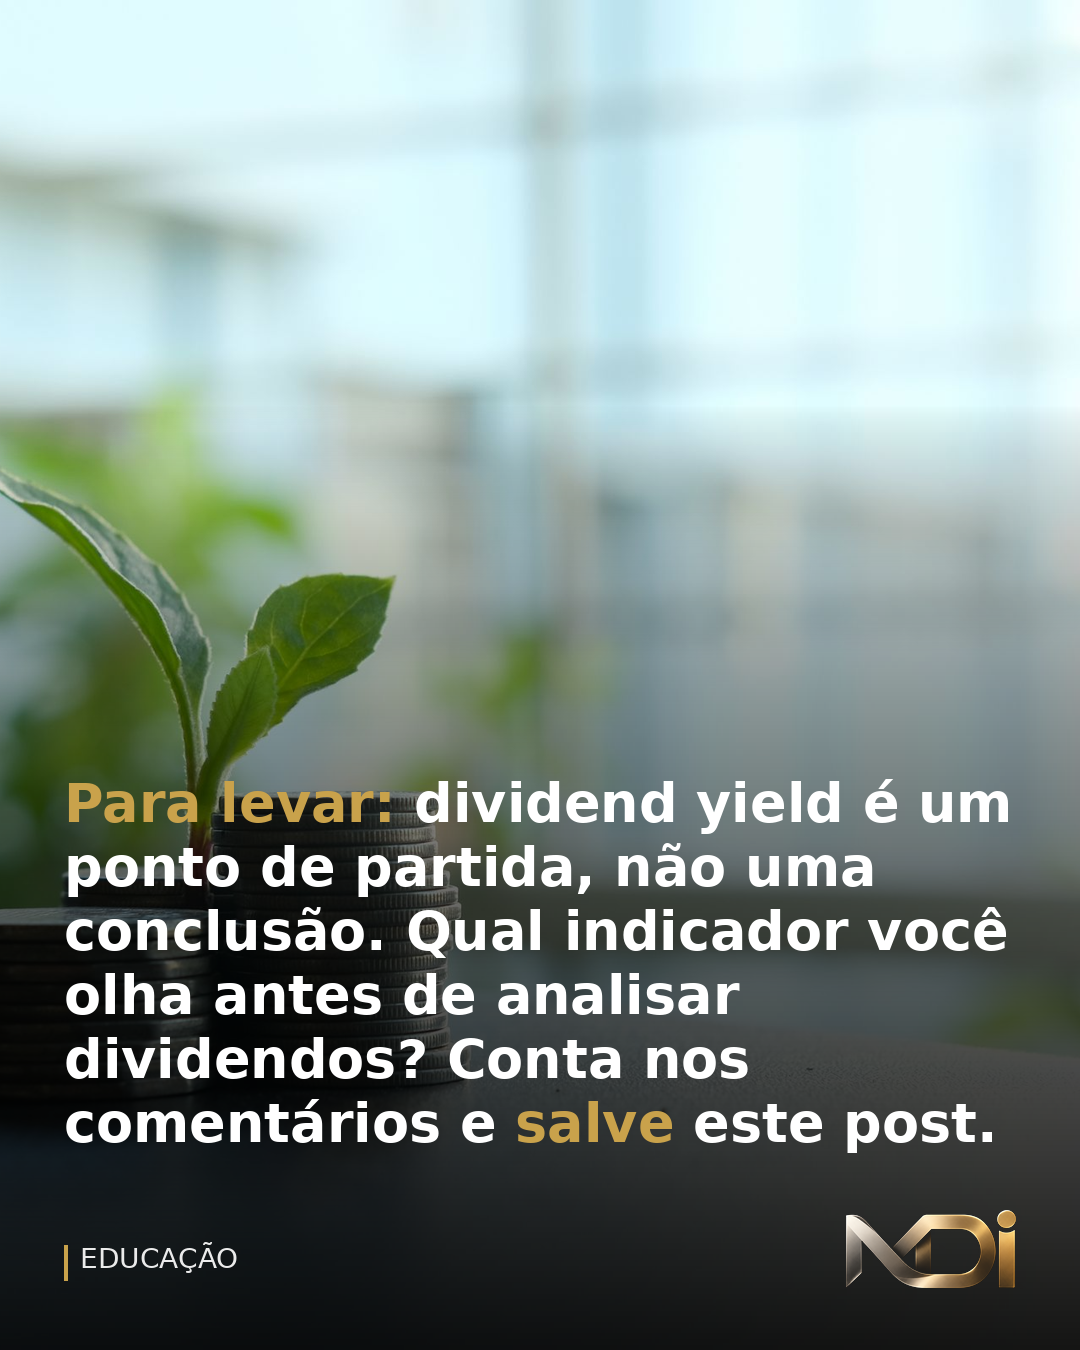 Para levar: dividend yield é um
ponto de partida, não uma
conclusão. Qual indicador você
olha antes de analisar
dividendos? Conta nos
comentários e salve este post.
EDUCAÇÃO
MDi